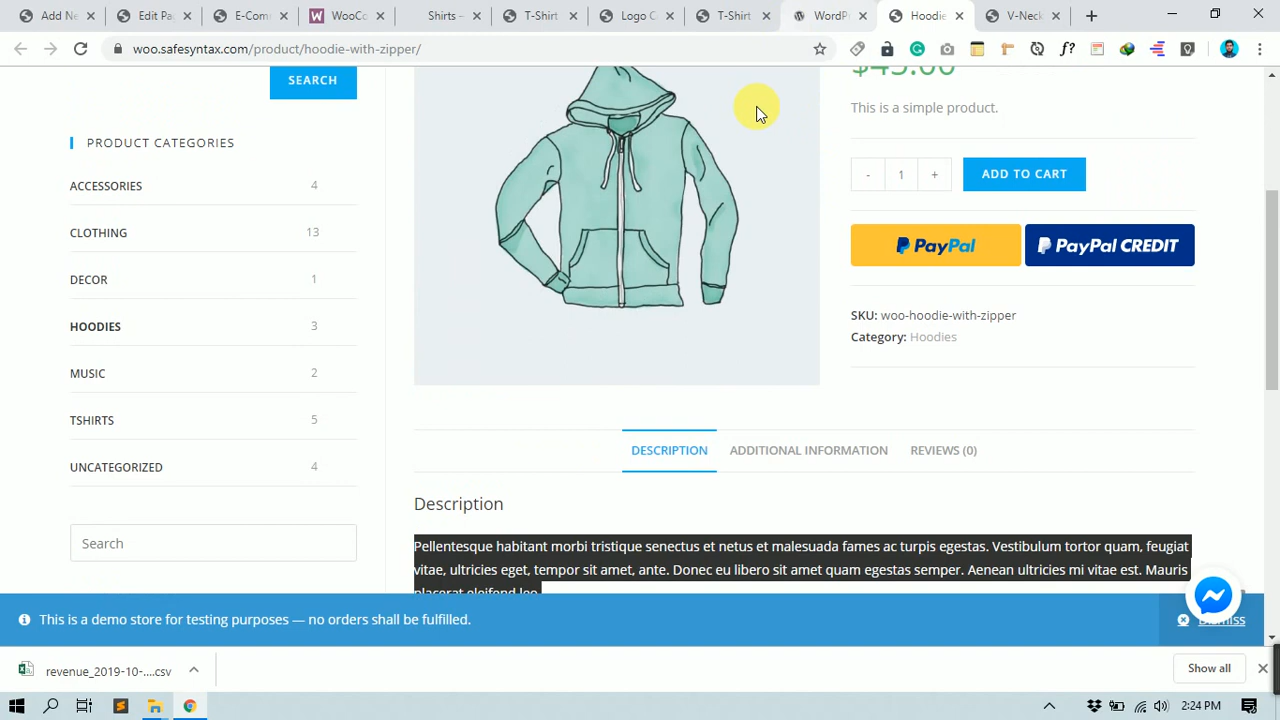 Add Ne
Edit Pa
E-Com
WooCo
Shirts –
T-Shirt
Logo C
T-Shirt
WordP
Hoodie
V-Neck
woo.safesyntax.com/product/hoodie-with-zipper/
SEARCH
PRODUCT CATEGORIES
ACCESSORIES 4
CLOTHING 13
DECOR 1
HOODIES 3
MUSIC 2
TSHIRTS 5
UNCATEGORIZED 4
Search
$45.00
This is a simple product.
- 1 + ADD TO CART
PayPal PayPal CREDIT
SKU: woo-hoodie-with-zipper
Category: Hoodies
DESCRIPTION ADDITIONAL INFORMATION REVIEWS (0)
Description
Pellentesque habitant morbi tristique senectus et netus et malesuada fames ac turpis egestas. Vestibulum tortor quam, feugiat
vitae, ultricies eget, tempor sit amet, ante. Donec eu libero sit amet quam egestas semper. Aenean ultricies mi vitae est. Mauris
placerat eleifend leo.
This is a demo store for testing purposes — no orders shall be fulfilled.
Dismiss
revenue_2019-10-....csv
Show all
2:24 PM